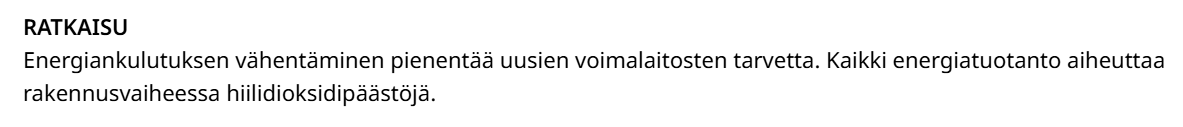 RATKAISU
Energiankulutuksen vähentäminen pienentää uusien voimalaitosten tarvetta. Kaikki energiatuotanto aiheuttaa
rakennusvaiheessa hiilidioksidipäästöjä.